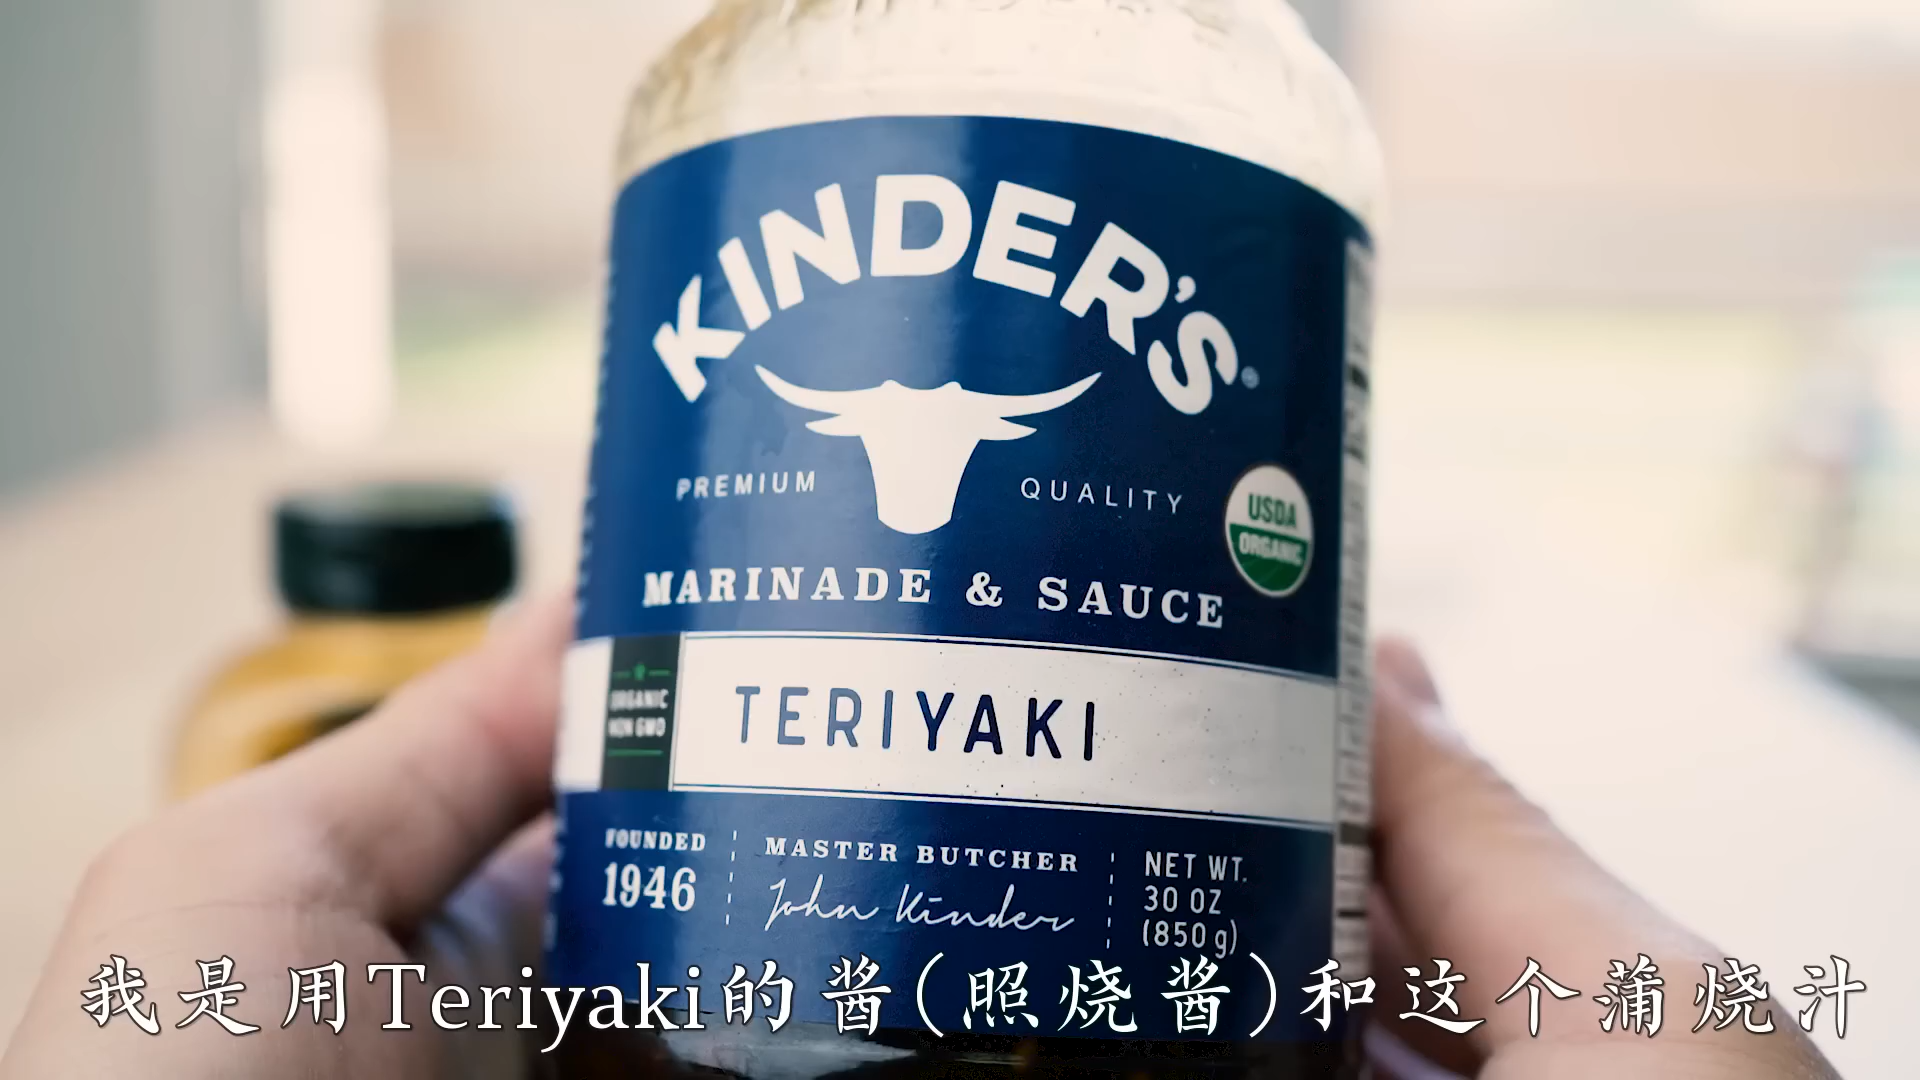 KINDER'S®
PREMIUM QUALITY
USDA
ORGANIC
MARINADE & SAUCE
ORGANIC
NON GMO
TERIYAKI
FOUNDED
1946
MASTER BUTCHER
John Kinder
NET WT.
30 OZ
(850 g)
我是用Teriyaki的酱(照烧酱)和这个蒲烧汁